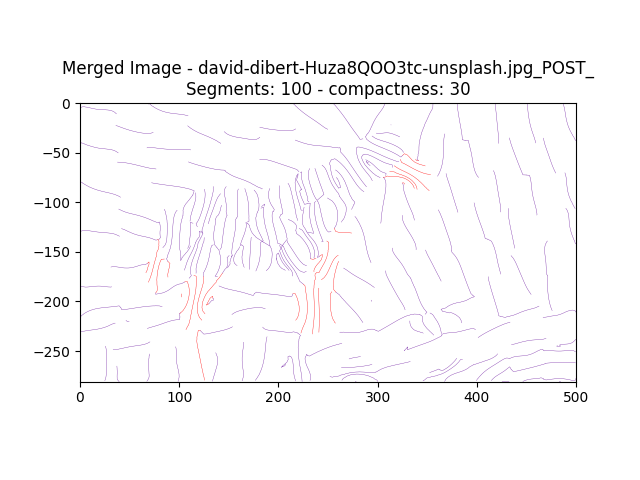 Merged Image - david-dibert-Huza8QOO3tc-unsplash.jpg_POST_
Segments: 100 - compactness: 30
0
−50
−100
−150
−200
−250
0 100 200 300 400 500